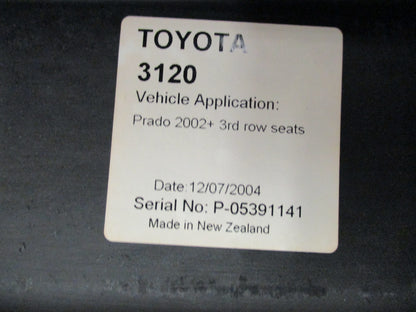 TOYOTA
3120
Vehicle Application:
Prado 2002+ 3rd row seats
Date:12/07/2004
Serial No: P-05391141
Made in New Zealand